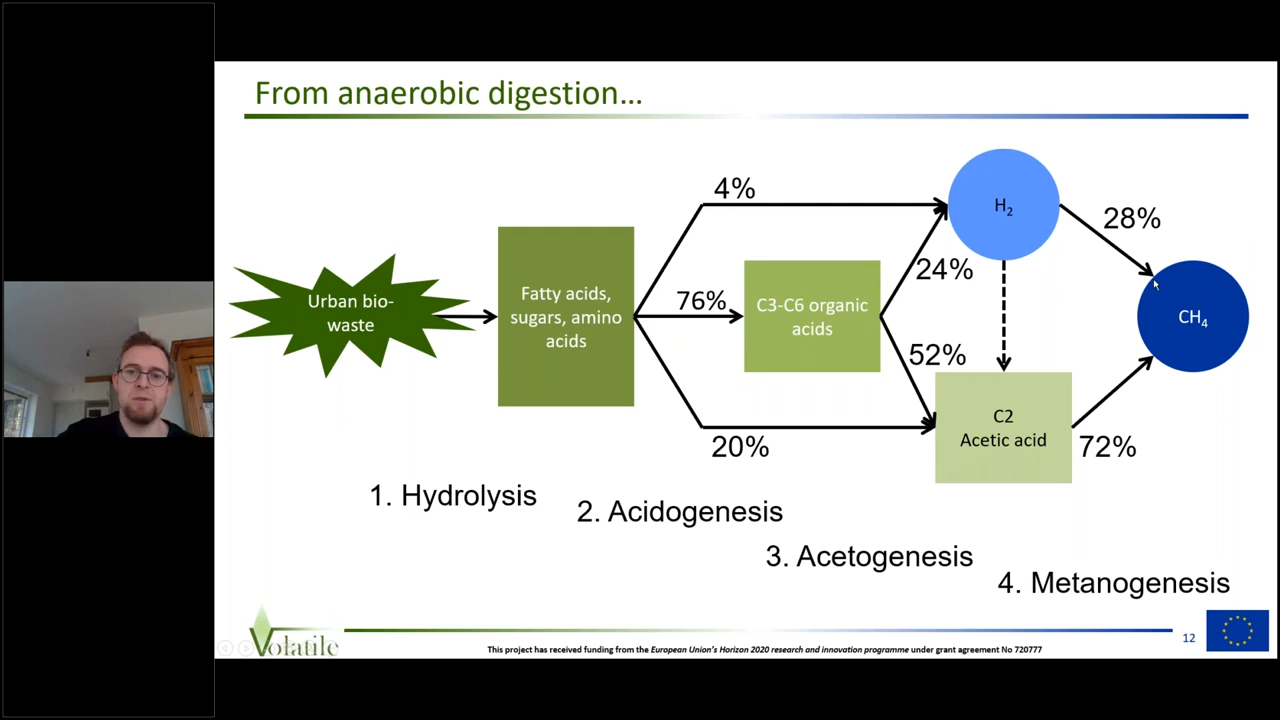 From anaerobic digestion...
4%
H2
28%
24%
Urban bio-
waste
Fatty acids,
sugars, amino
acids
76%
C3-C6 organic
acids
CH4
52%
C2
Acetic acid
20%
72%
1. Hydrolysis
2. Acidogenesis
3. Acetogenesis
4. Metanogenesis
Volatile
12
This project has received funding from the European Union's Horizon 2020 research and innovation programme under grant agreement No 720777